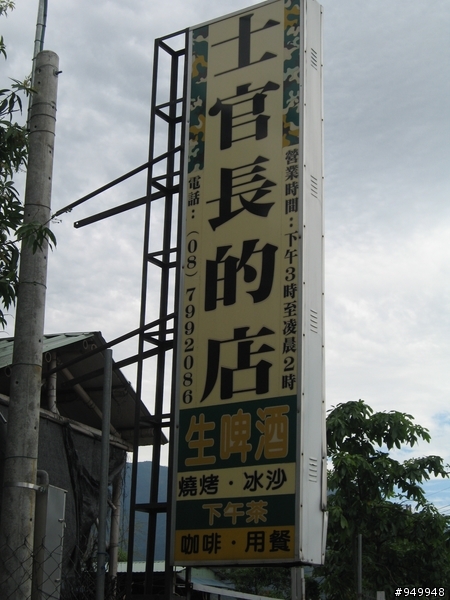 士官長的店
營業時間：下午3時至凌晨2時
電話：(08)7992086
生啤酒
燒烤·冰沙
下午茶
咖啡·用餐
#949948